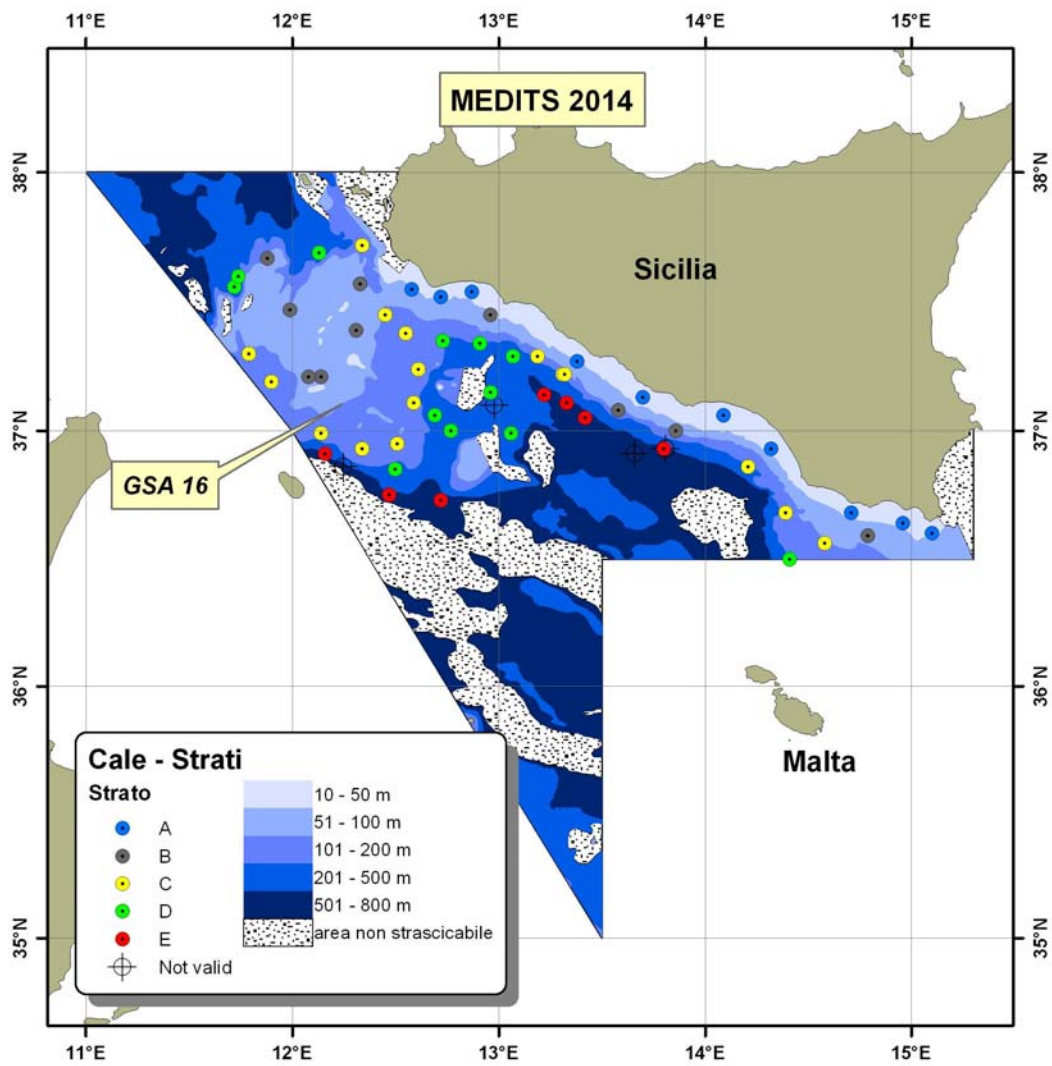 11°E 12°E 13°E 14°E 15°E
MEDITS 2014
38°N 38°N
Sicilia
37°N 37°N
GSA 16
36°N 36°N
Malta
Cale - Strati
Strato
A
B
C
D
E
Not valid
10 - 50 m
51 - 100 m
101 - 200 m
201 - 500 m
501 - 800 m
area non strascicabile
35°N 35°N
11°E 12°E 13°E 14°E 15°E